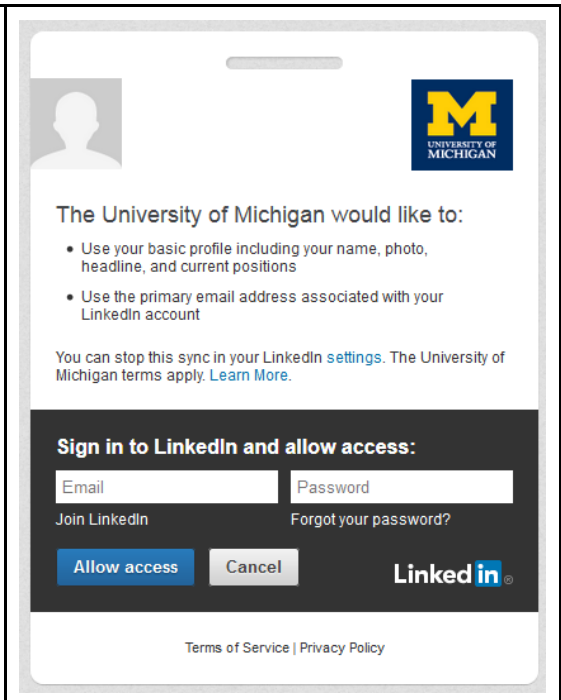 M
UNIVERSITY OF
MICHIGAN
The University of Michigan would like to:
• Use your basic profile including your name, photo,
headline, and current positions
• Use the primary email address associated with your
LinkedIn account
You can stop this sync in your LinkedIn settings. The University of
Michigan terms apply. Learn More.
Sign in to LinkedIn and allow access:
Email Password
Join LinkedIn Forgot your password?
Allow access Cancel Linked in ®
Terms of Service | Privacy Policy